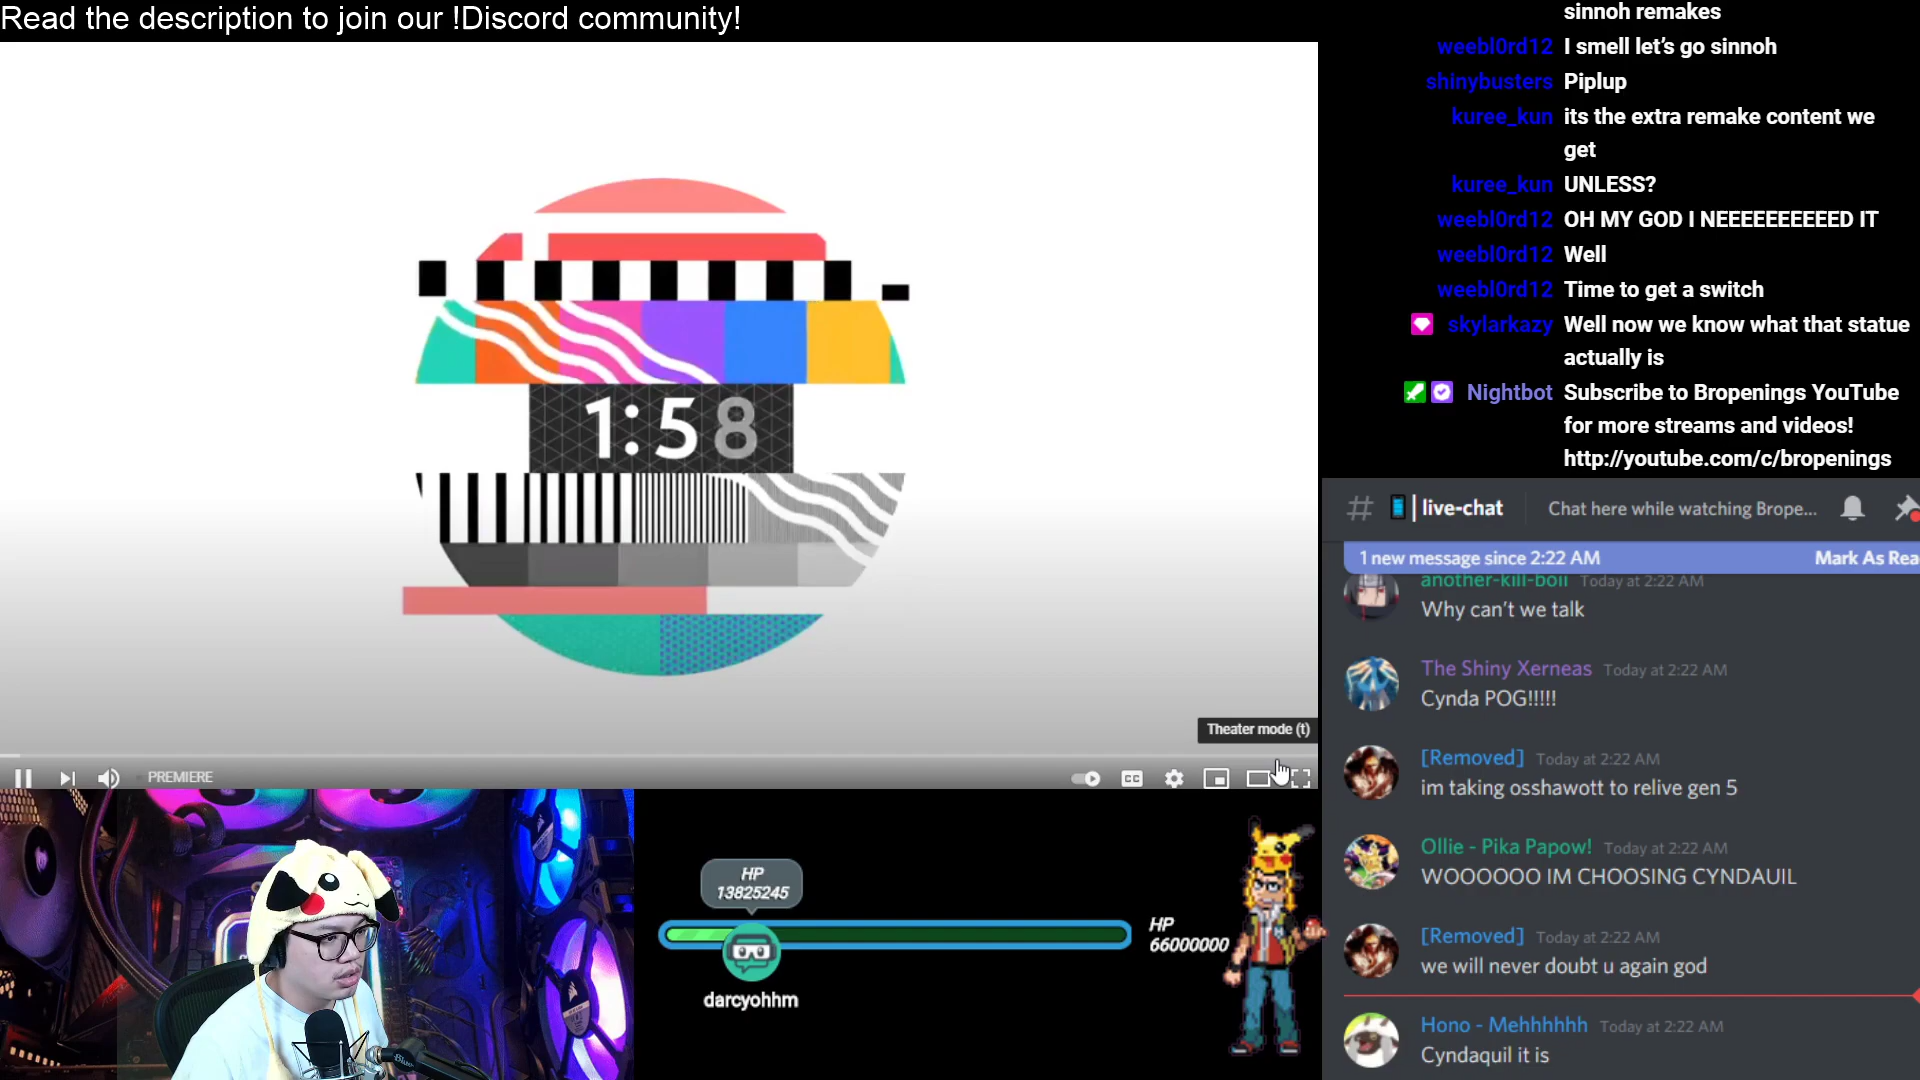 Read the description to join our !Discord community!
sinnoh remakes
weebl0rd12 I smell let's go sinnoh
shinybusters Piplup
kuree_kun its the extra remake content we
get
kuree_kun UNLESS?
weebl0rd12 OH MY GOD I NEEEEEEEEEED IT
weebl0rd12 Well
weebl0rd12 Time to get a switch
skylarkazy Well now we know what that statue
actually is
Nightbot Subscribe to Bropenings YouTube
for more streams and videos!
http://youtube.com/c/bropenings
1:58
Theater mode (t)
PREMIERE
CC
# | live-chat Chat here while watching Brope...
1 new message since 2:22 AM Mark As Rea
another-kill-boii Today at 2:22 AM
Why can't we talk
The Shiny Xerneas Today at 2:22 AM
Cynda POG!!!!!
[Removed] Today at 2:22 AM
im taking osshawott to relive gen 5
Ollie - Pika Papow! Today at 2:22 AM
WOOOOOO IM CHOOSING CYNDAUIL
[Removed] Today at 2:22 AM
we will never doubt u again god
Hono - Mehhhhhh Today at 2:22 AM
Cyndaquil it is
HP
13825245
HP
66000000
darcyohhm
Blue